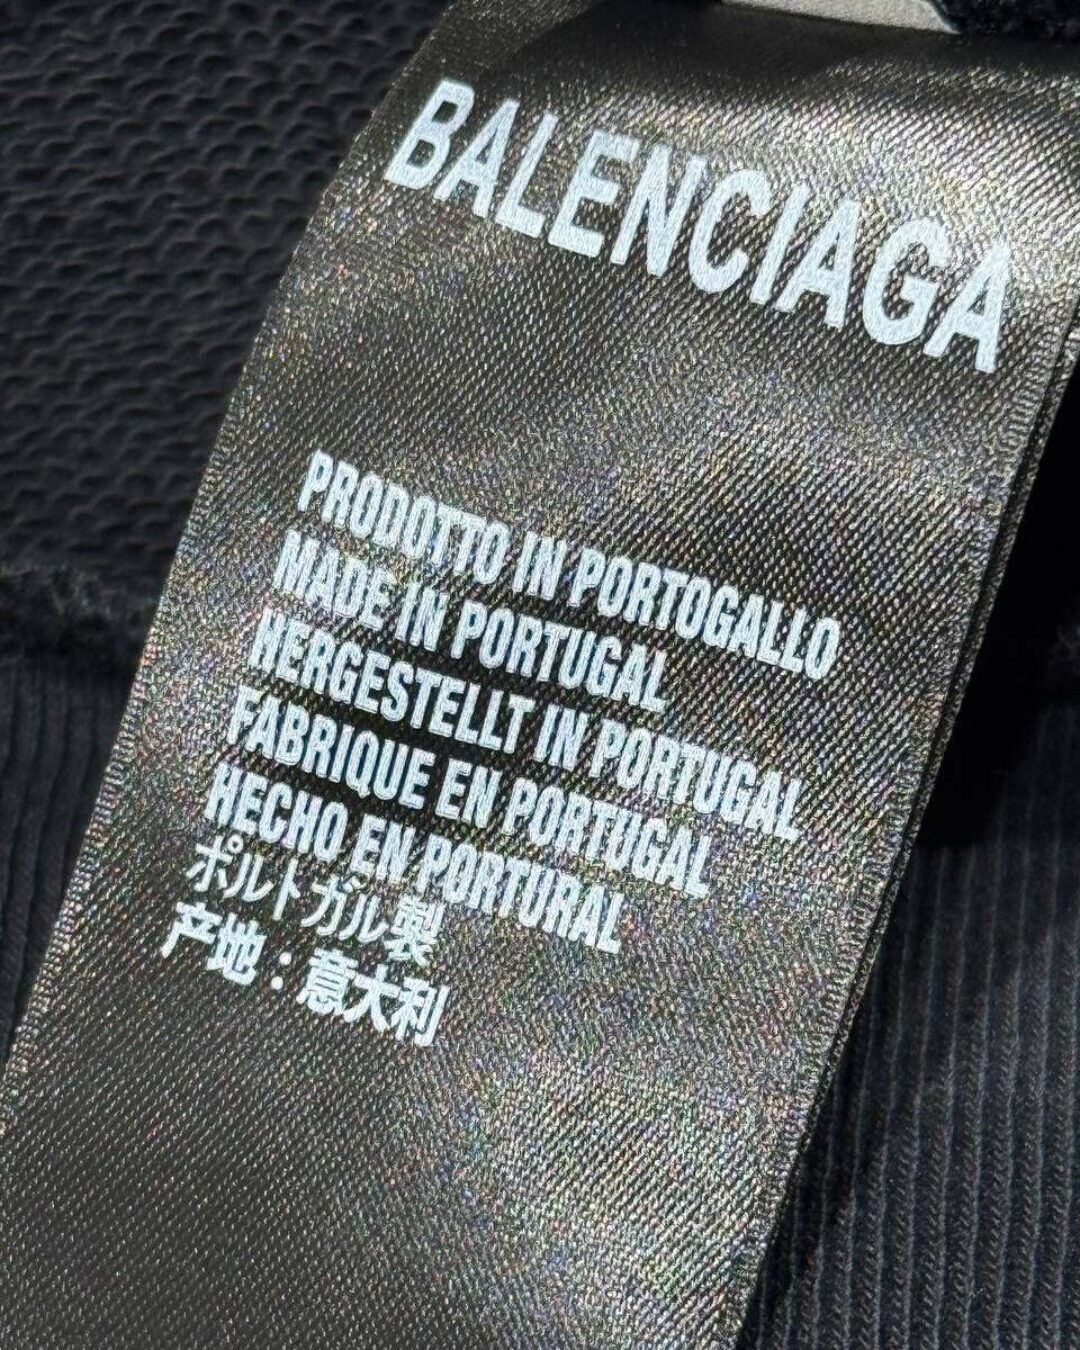 BALENCIAGA
PRODOTTO IN PORTOGALLO
MADE IN PORTUGAL
HERGESTELLT IN PORTUGAL
FABRIQUE EN PORTUGAL
HECHO EN PORTURAL
ポルトガル製
产地：意大利